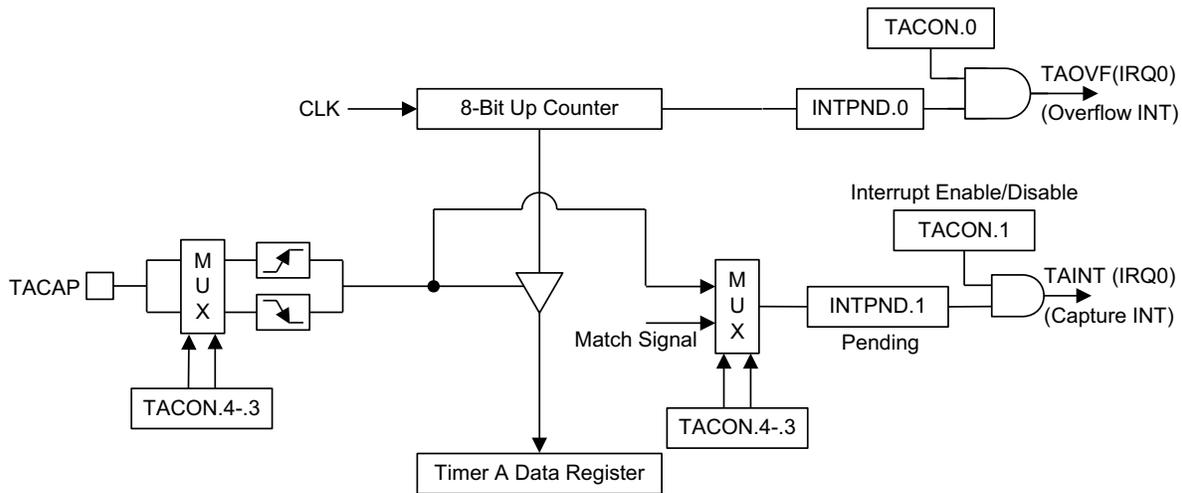 TACON.0
TAOVF(IRQ0)
(Overflow INT)
CLK
8-Bit Up Counter
INTPND.0
Interrupt Enable/Disable
TACON.1
TACAP
M
U
X
M
U
X
TAINT (IRQ0)
(Capture INT)
INTPND.1
Pending
Match Signal
TACON.4-.3
TACON.4-.3
Timer A Data Register